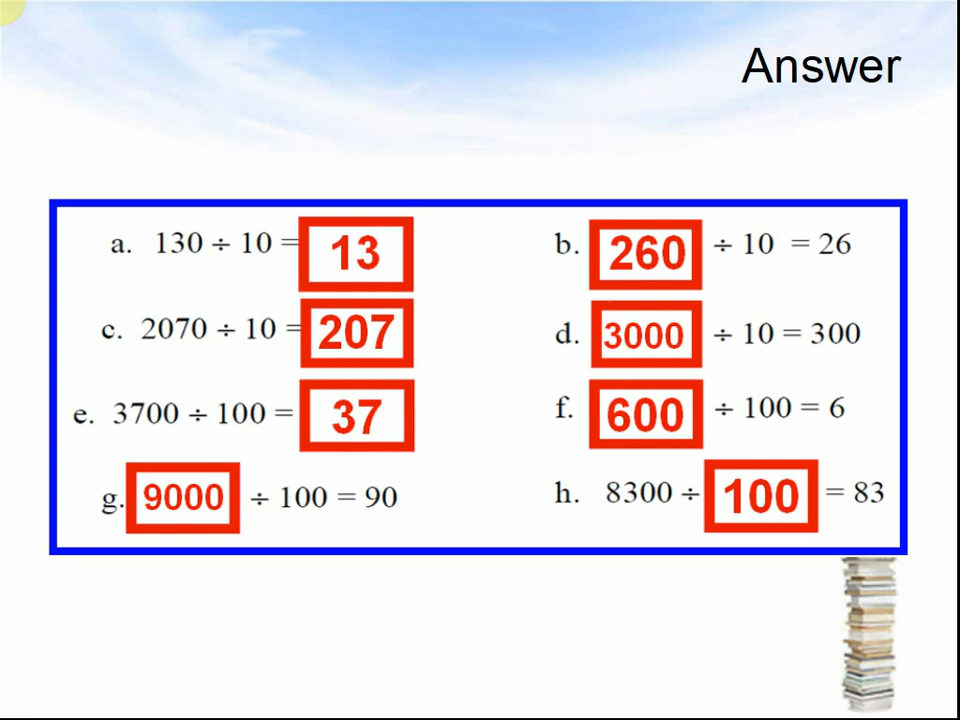 Answer
a. 130 ÷ 10 = 13
b. 260 ÷ 10 = 26
c. 2070 ÷ 10 = 207
d. 3000 ÷ 10 = 300
e. 3700 ÷ 100 = 37
f. 600 ÷ 100 = 6
g. 9000 ÷ 100 = 90
h. 8300 ÷ 100 = 83